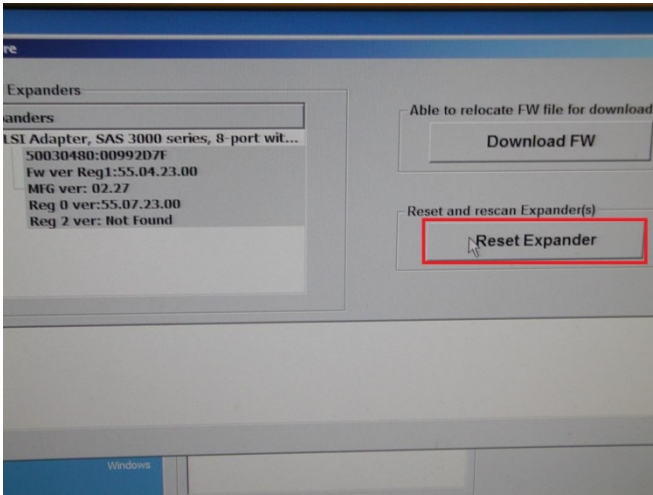 re
Expanders
panders
LSI Adapter, SAS 3000 series, 8-port wit...
50030480:00992D7F
Fw ver Reg1:55.04.23.00
MFG ver: 02.27
Reg 0 ver:55.07.23.00
Reg 2 ver: Not Found
Able to relocate FW file for download
Download FW
Reset and rescan Expander(s)
Reset Expander
Windows